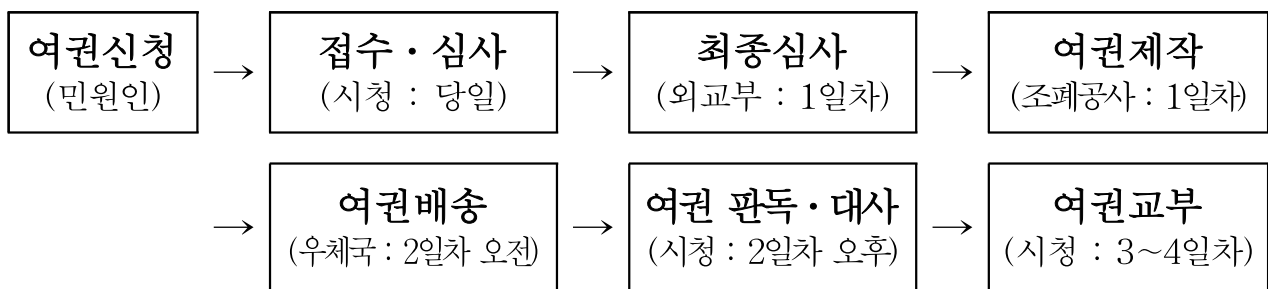 여권신청
(민원인)
→
접수·심사
(시청 : 당일)
→
최종심사
(외교부 : 1일차)
→
여권제작
(조폐공사 : 1일차)
→
여권배송
(우체국 : 2일차 오전)
→
여권 판독·대사
(시청 : 2일차 오후)
→
여권교부
(시청 : 3~4일차)